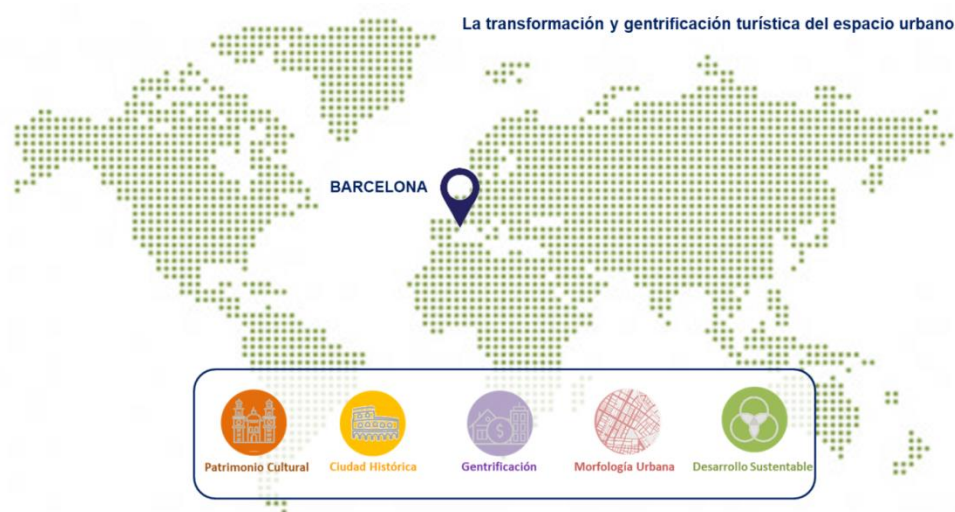 La transformación y gentrificación turística del espacio urbano
BARCELONA
$
Patrimonio Cultural
Ciudad Histórica
Gentrificación
Morfología Urbana
Desarrollo Sustentable